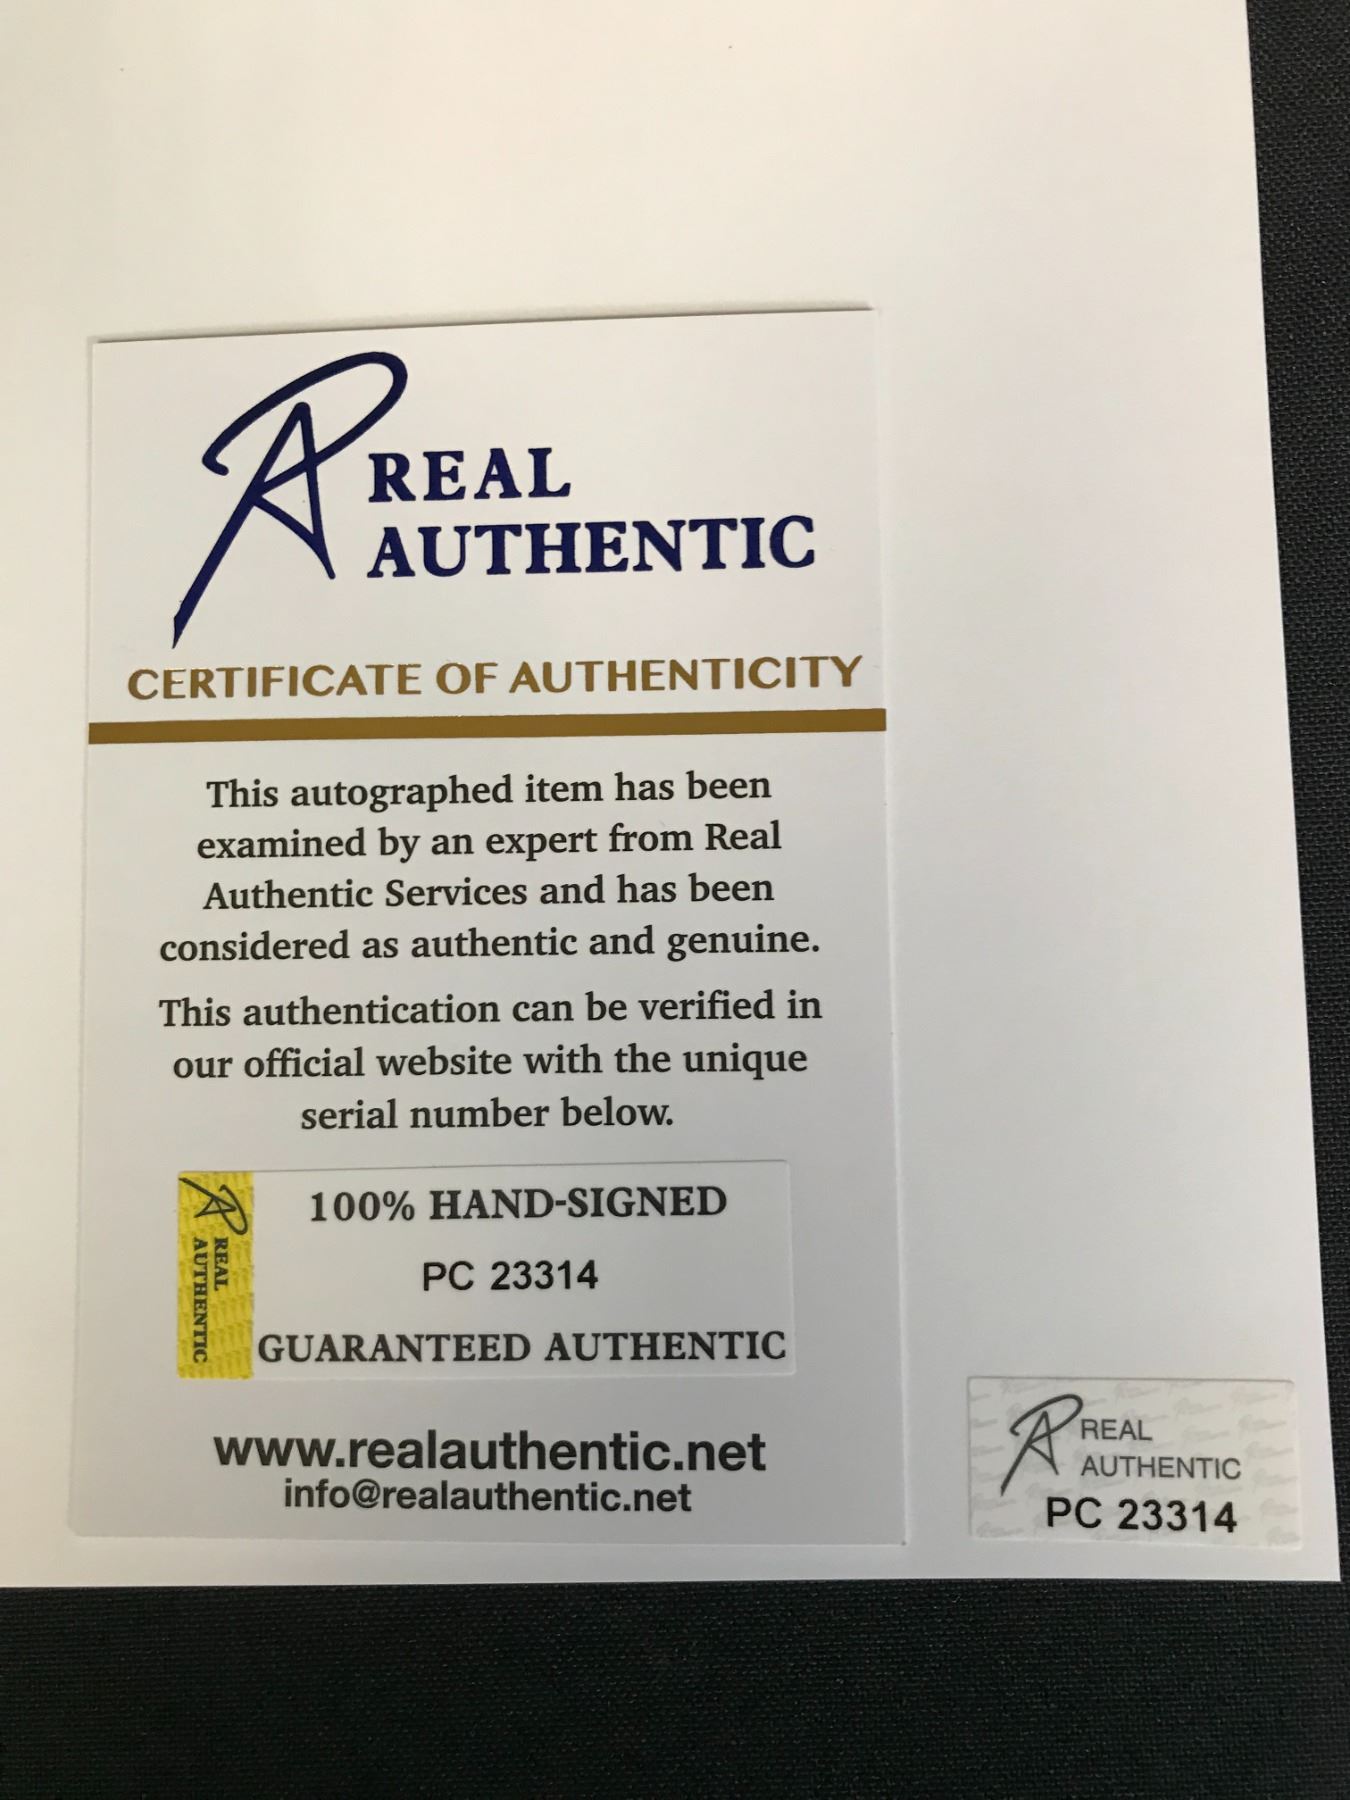 REAL
AUTHENTIC
CERTIFICATE OF AUTHENTICITY
This autographed item has been
examined by an expert from Real
Authentic Services and has been
considered as authentic and genuine.
This authentication can be verified in
our official website with the unique
serial number below.
REAL
AUTHENTIC
100% HAND-SIGNED
PC 23314
GUARANTEED AUTHENTIC
www.realauthentic.net
info@realauthentic.net
REAL
AUTHENTIC
PC 23314